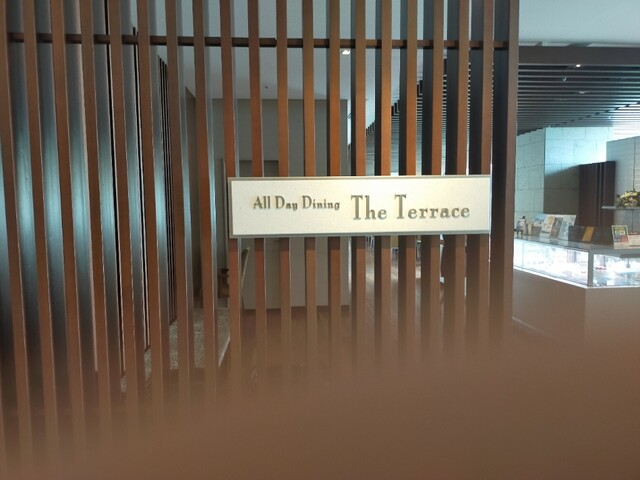 All Day Dining The Terrace